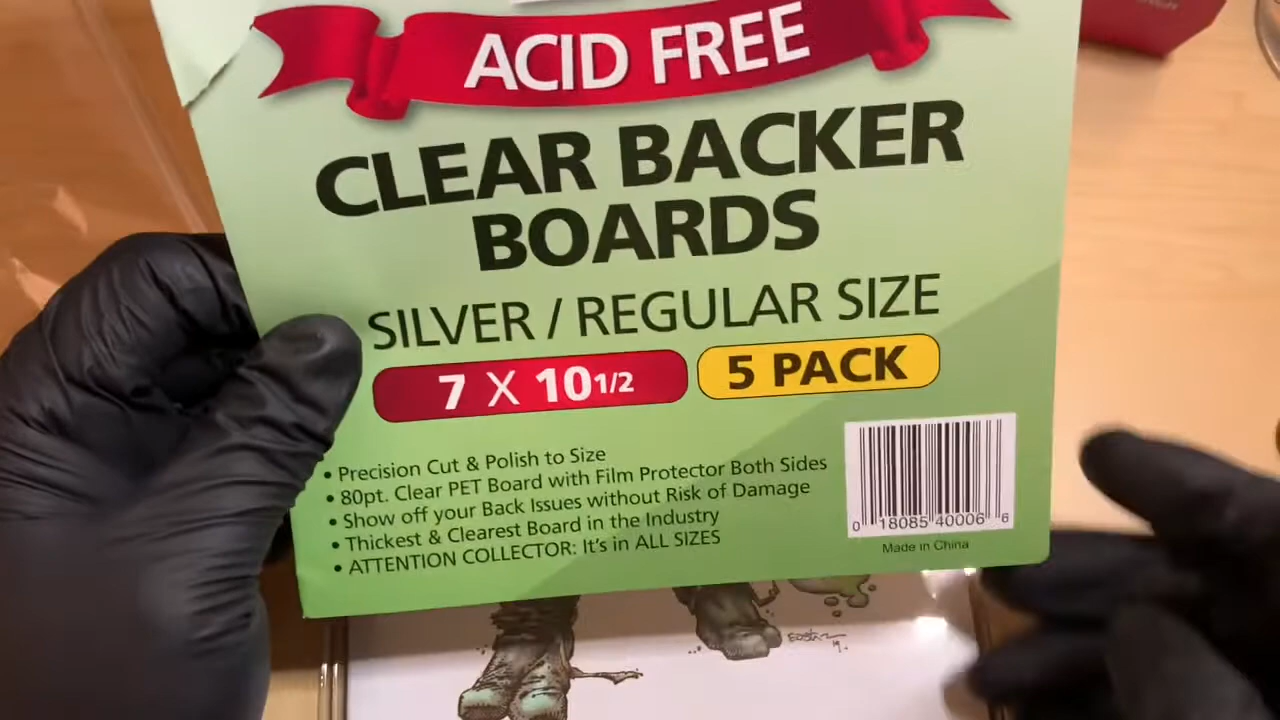 ACID FREE
CLEAR BACKER
BOARDS
SILVER / REGULAR SIZE
7 X 10 1/2
5 PACK
• Precision Cut & Polish to Size
• 80pt. Clear PET Board with Film Protector Both Sides
• Show off your Back Issues without Risk of Damage
• Thickest & Clearest Board in the Industry
• ATTENTION COLLECTOR: It's in ALL SIZES
0 18085 40006 6
Made in China